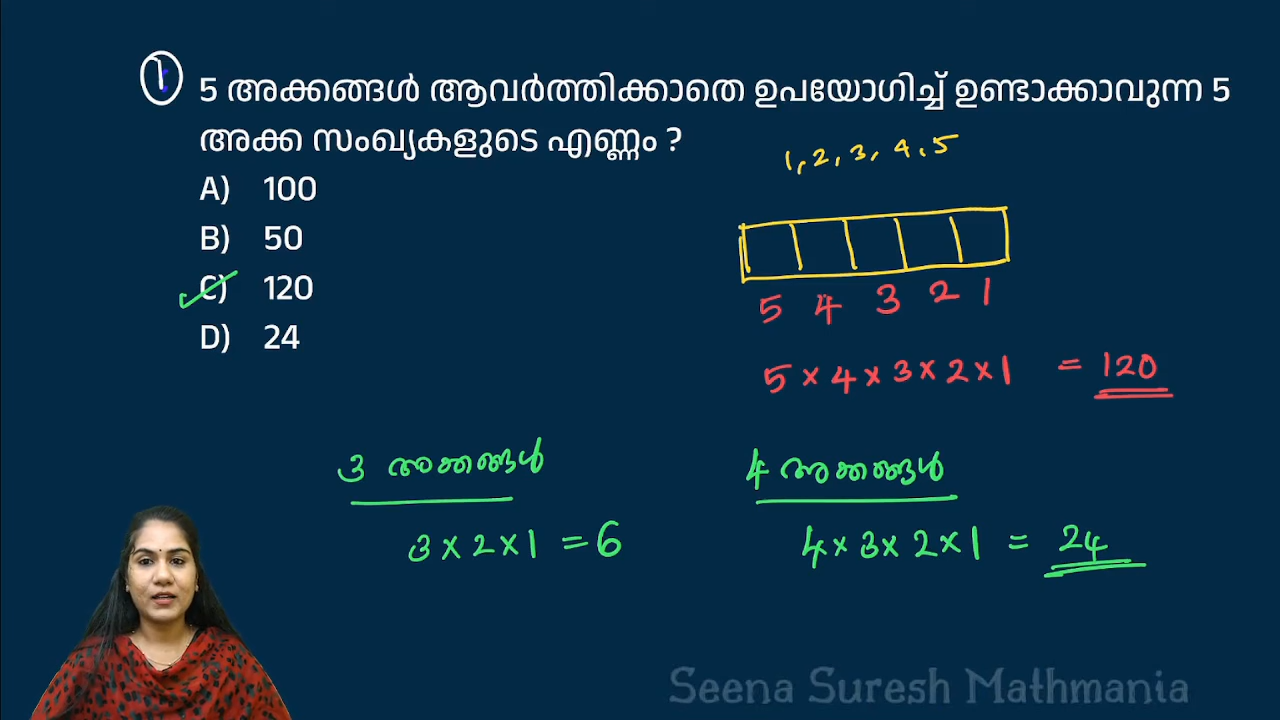 1
5 അക്കങ്ങൾ ആവർത്തിക്കാതെ ഉപയോഗിച്ച് ഉണ്ടാക്കാവുന്ന 5
അക്ക സംഖ്യകളുടെ എണ്ണം ?
1, 2, 3, 4, 5
A) 100
B) 50
C) 120
D) 24
5 4 3 2 1
5 × 4 × 3 × 2 × 1 = 120
3 അക്കങ്ങൾ
3 × 2 × 1 = 6
4 അക്കങ്ങൾ
4 × 3 × 2 × 1 = 24
Seena Suresh Mathmania